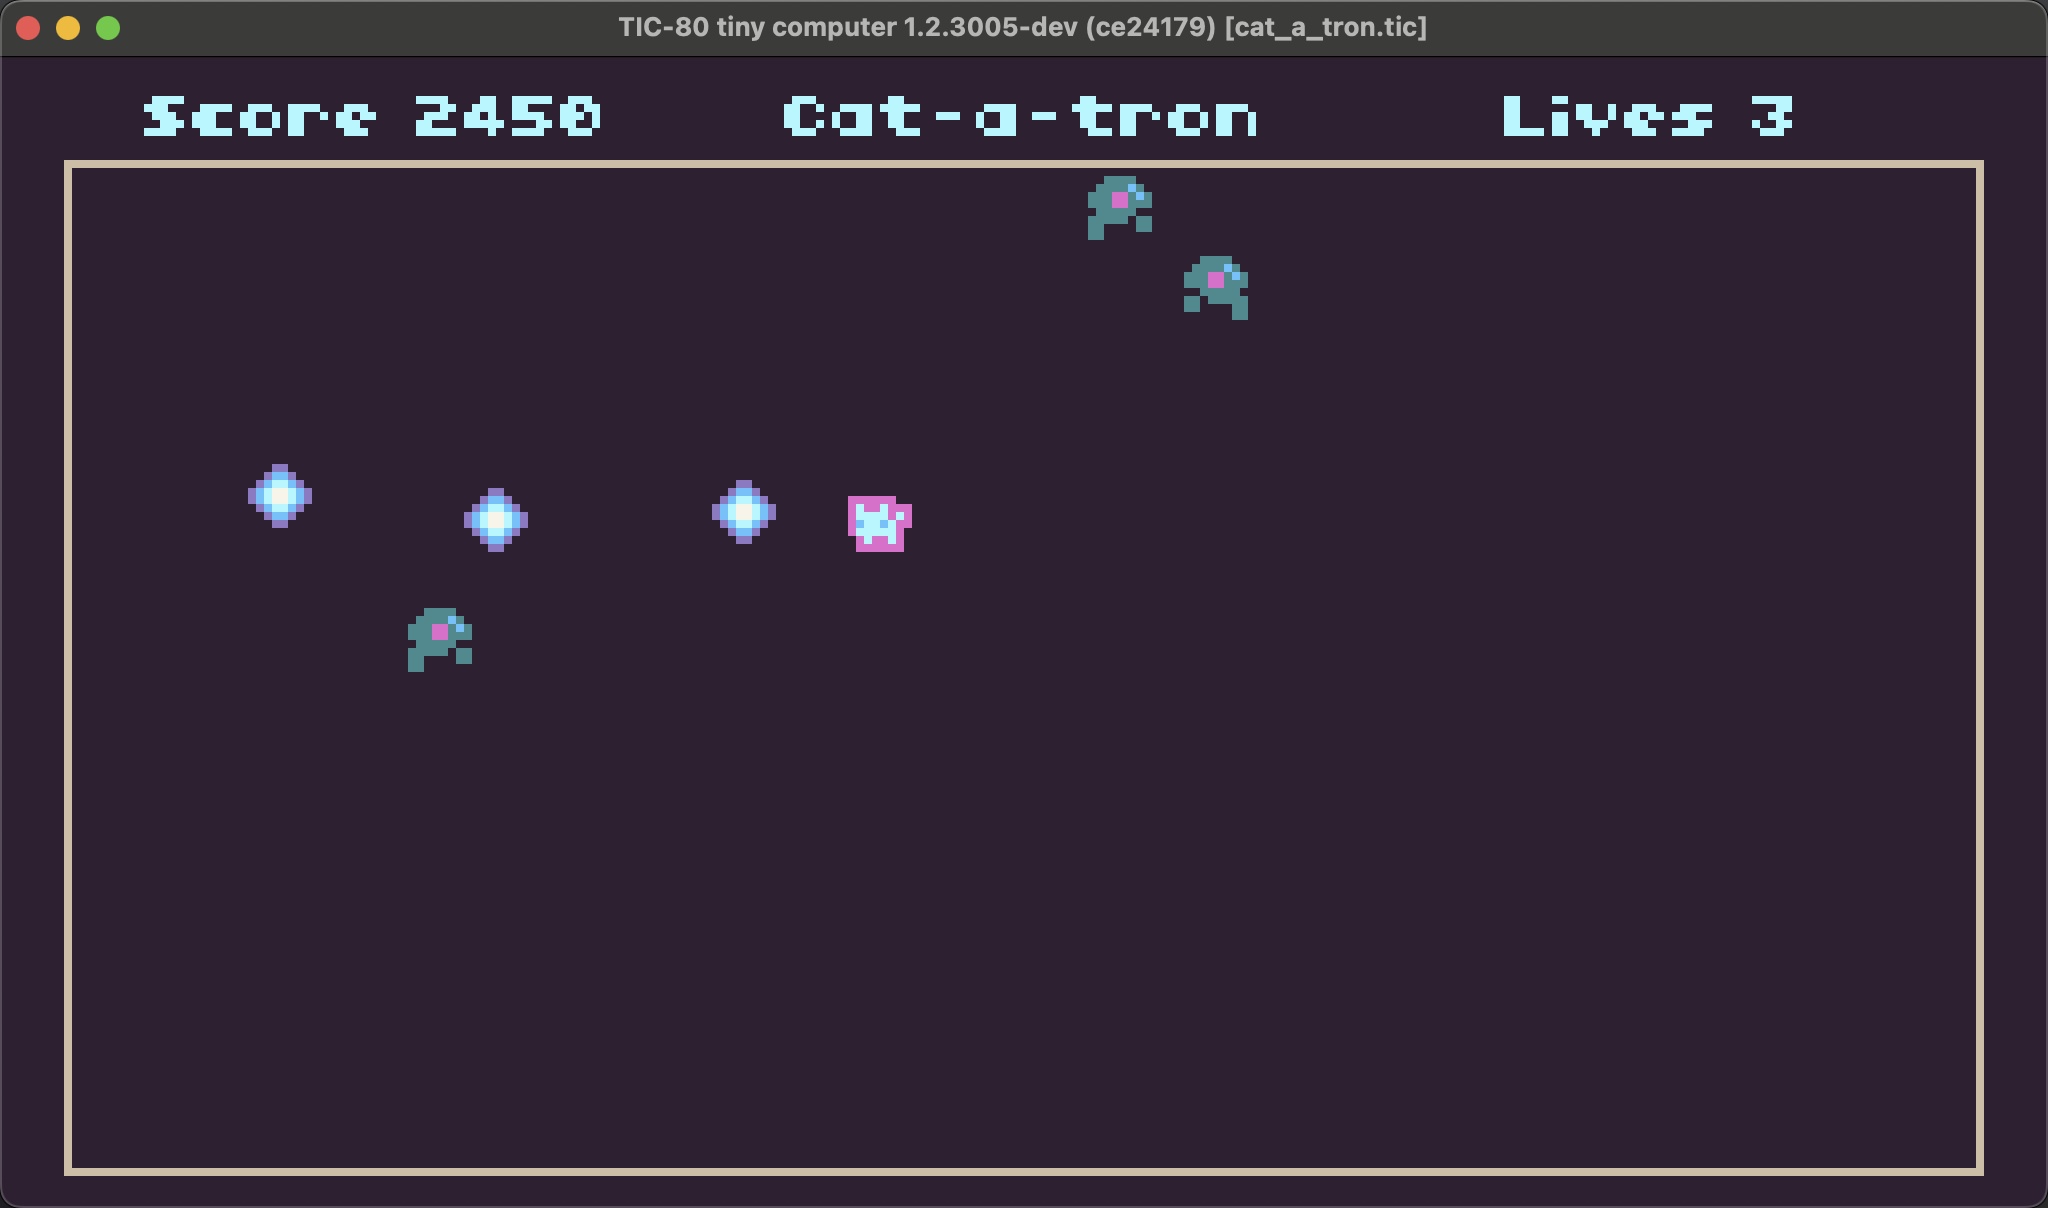 TIC-80 tiny computer 1.2.3005-dev (ce24179) [cat_a_tron.tic]
Score 2450 Cat-a-tron Lives 3